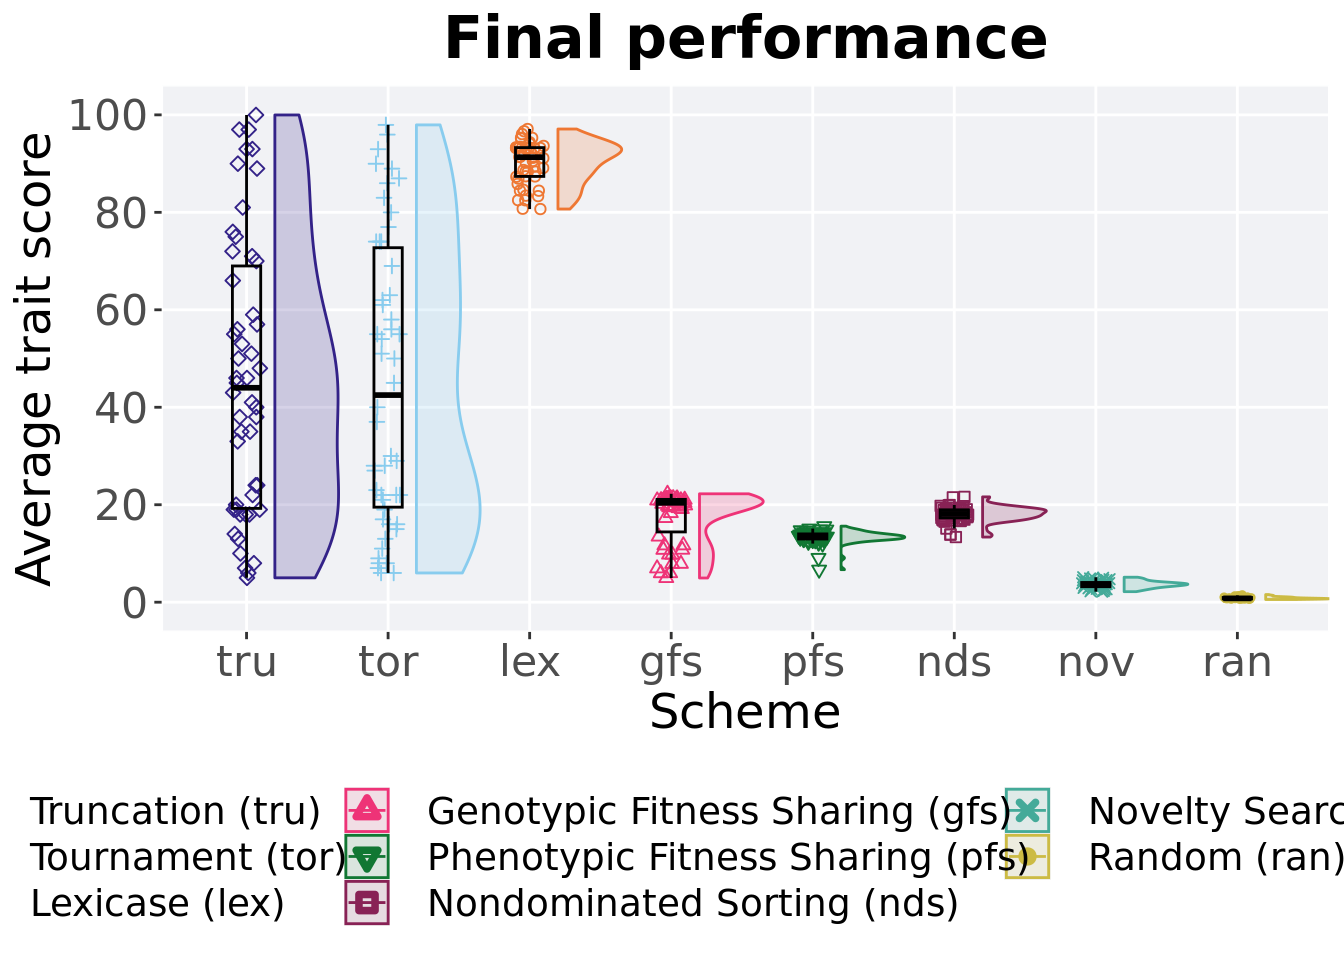 Final performance
Average trait score
100
80
60
40
20
0
tru tor lex gfs pfs nds nov ran
Scheme
Truncation (tru) Genotypic Fitness Sharing (gfs) Novelty
Tournament (tor) Phenotypic Fitness Sharing (pfs) Random (ran)
Lexicase (lex) Nondominated Sorting (nds)